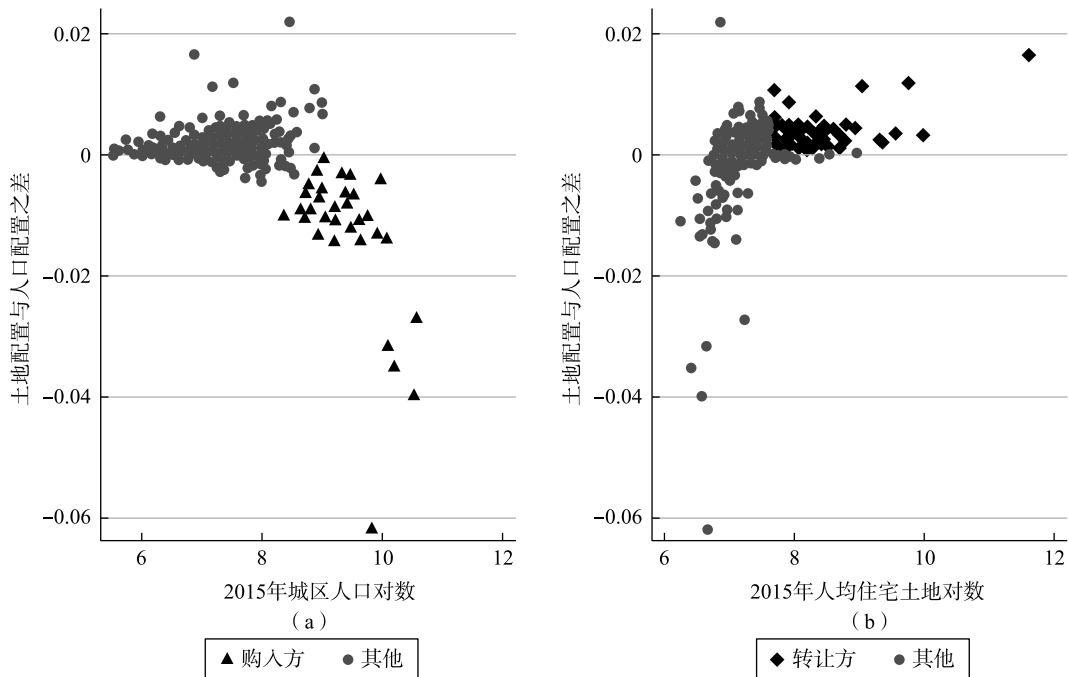 0.02
0
-0.02
-0.04
-0.06
土地配置与人口配置之差
6
8
10
12
2015年城区人口对数
（a）
▲ 购入方 ● 其他
0.02
0
-0.02
-0.04
-0.06
土地配置与人口配置之差
6
8
10
12
2015年人均住宅土地对数
（b）
◆ 转让方 ● 其他